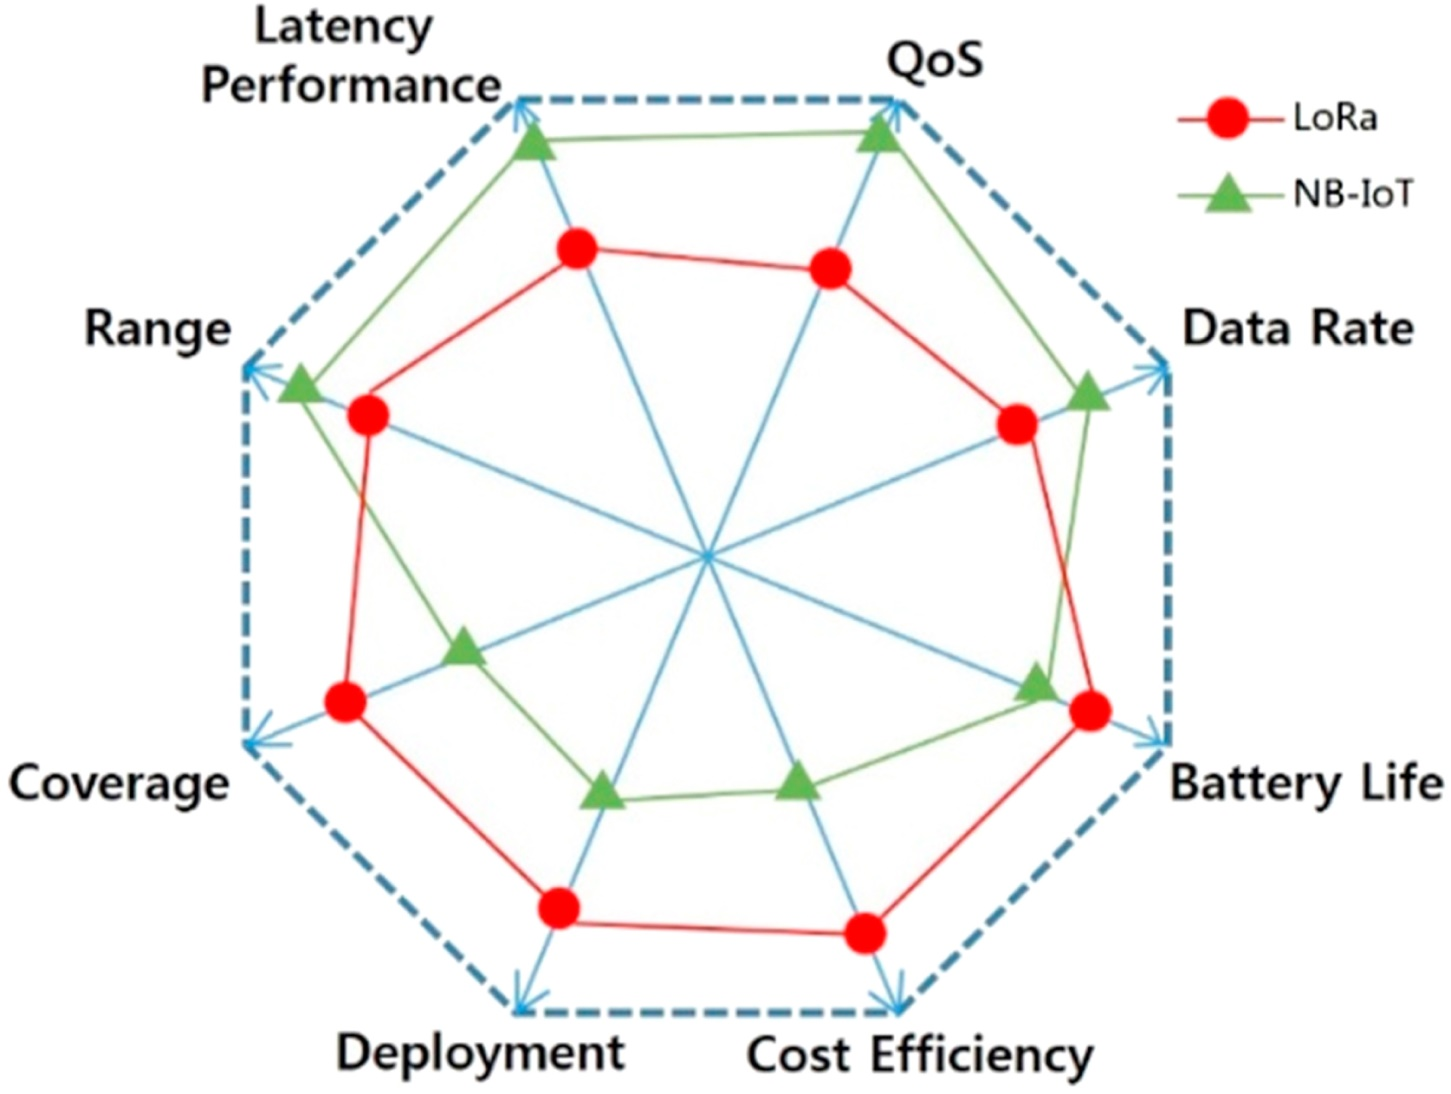 Latency
Performance
QoS
LoRa
NB-IoT
Range
Data Rate
Coverage
Battery Life
Deployment
Cost Efficiency